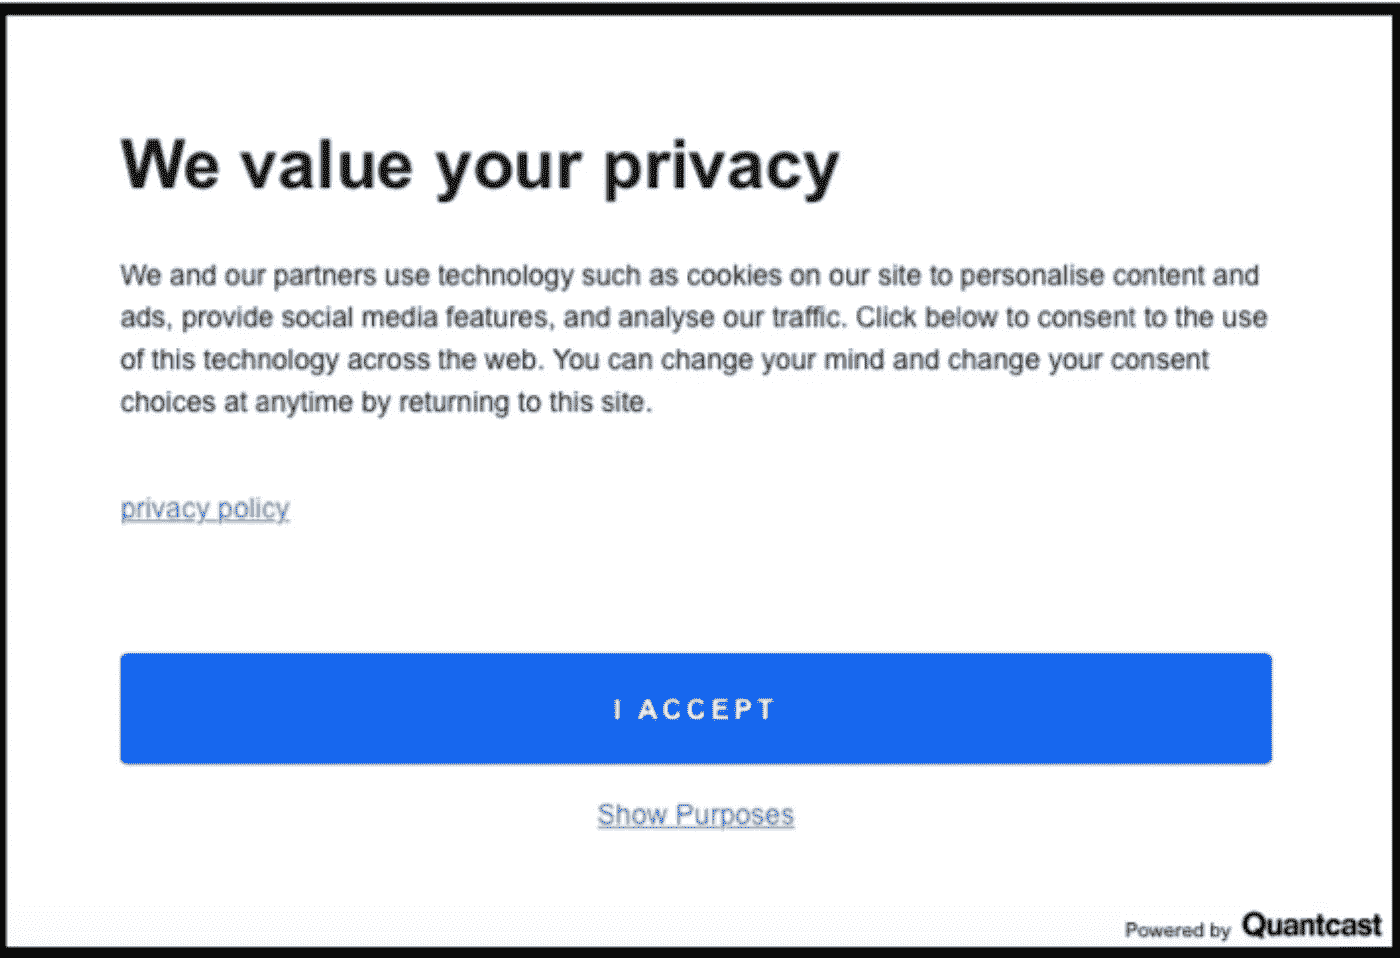 We value your privacy
We and our partners use technology such as cookies on our site to personalise content and
ads, provide social media features, and analyse our traffic. Click below to consent to the use
of this technology across the web. You can change your mind and change your consent
choices at anytime by returning to this site.
privacy policy
I ACCEPT
Show Purposes
Powered by Quantcast